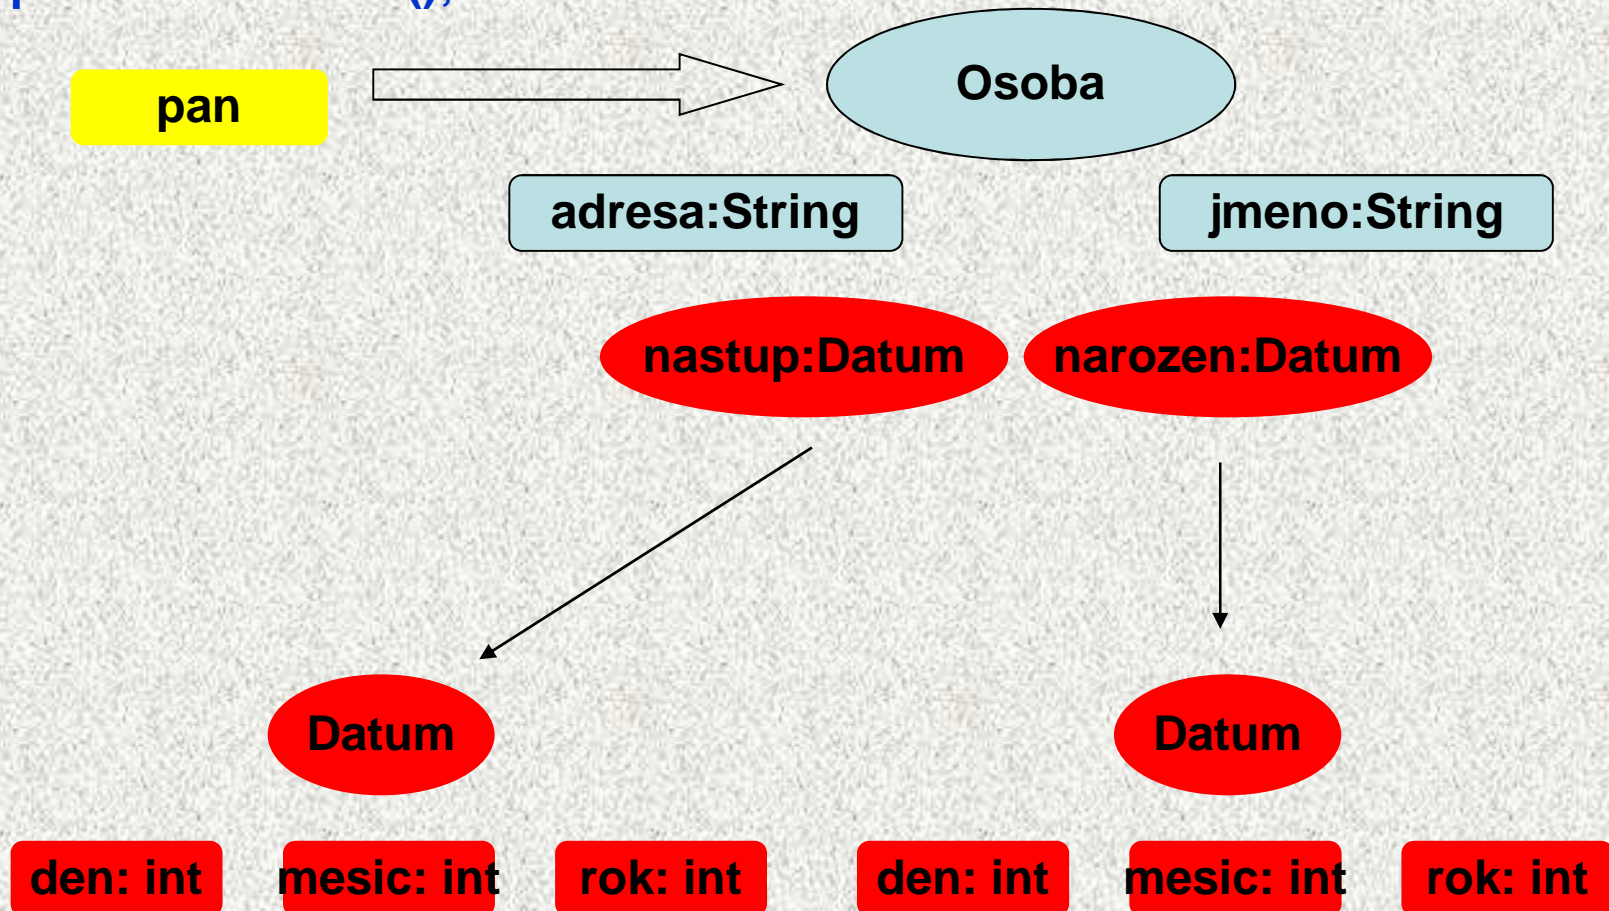 ();
pan
Osoba
adresa:String
jmeno:String
nastup:Datum
narozen:Datum
Datum
Datum
den: int
mesic: int
rok: int
den: int
mesic: int
rok: int